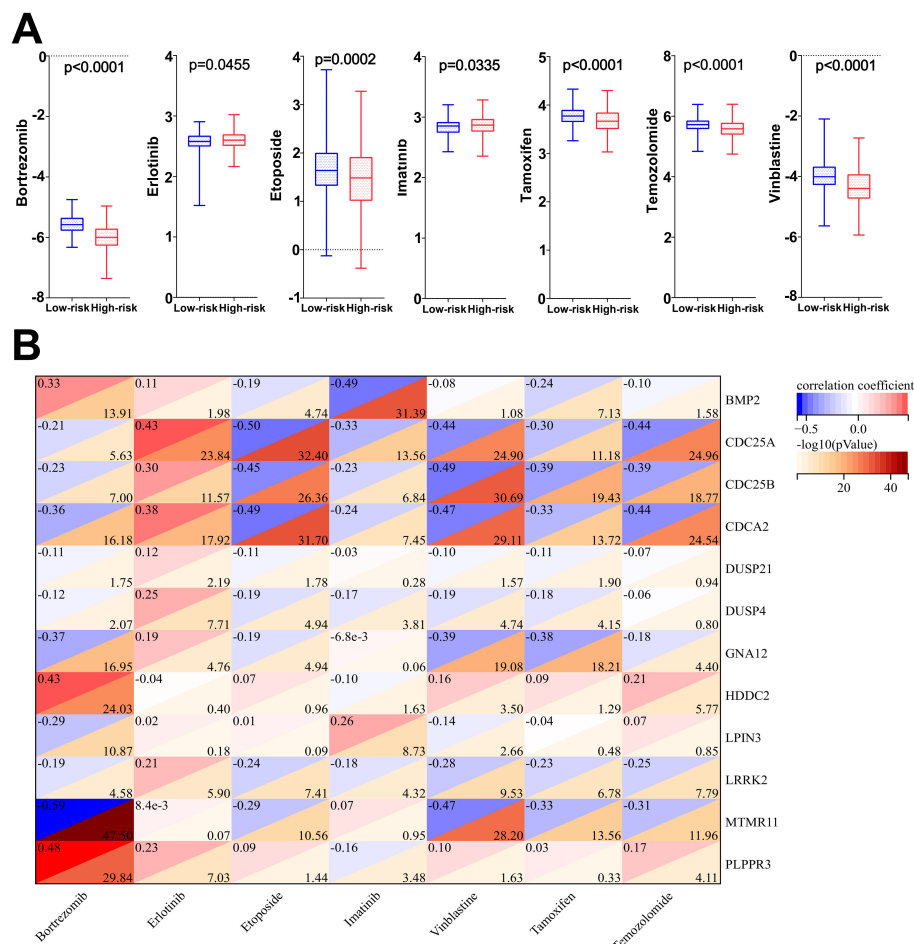 A
p<0.0001
p=0.0455
p=0.0002
p=0.0335
p<0.0001
p<0.0001
p<0.0001
Bortrezomib
0
-2
-4
-6
-8
Low-risk High-risk
Erlotinib
4
3
2
1
0
Low-risk High-risk
Etoposide
4
3
2
1
0
-1
Low-risk High-risk
Imatinib
4
3
2
1
0
Low-risk High-risk
Tamoxifen
5
4
3
2
1
0
Low-risk High-risk
Temozolomide
8
6
4
2
0
Low-risk High-risk
Vinblastine
0
-2
-4
-6
-8
Low-risk High-risk
B
0.33 0.11 -0.19 -0.49 -0.08 -0.24 -0.10
13.91 1.98 4.74 31.39 1.08 7.13 1.58
BMP2
-0.21 0.43 -0.50 -0.33 -0.44 -0.30 -0.44
5.63 23.84 32.40 13.56 24.90 11.18 24.96
CDC25A
-0.23 0.30 -0.45 -0.23 -0.49 -0.39 -0.39
7.00 11.57 26.36 6.84 30.69 19.43 18.77
CDC25B
-0.36 0.38 -0.49 -0.24 -0.47 -0.33 -0.44
16.18 17.92 31.70 7.45 29.11 13.72 24.54
CDCA2
-0.11 0.12 -0.11 -0.03 -0.10 -0.11 -0.07
1.75 2.19 1.78 0.28 1.57 1.90 0.94
DUSP21
-0.12 0.25 -0.19 -0.17 -0.19 -0.18 -0.06
2.07 7.71 4.94 3.81 4.74 4.15 0.80
DUSP4
-0.37 0.19 -0.19 -6.8e-3 -0.39 -0.38 -0.18
16.95 4.76 4.94 0.06 19.08 18.21 4.40
GNA12
0.43 -0.04 0.07 -0.10 0.16 0.09 0.21
24.03 0.40 0.96 1.63 3.50 1.29 5.77
HDDC2
-0.29 0.02 0.01 0.26 -0.14 -0.04 0.07
10.87 0.18 0.09 8.73 2.66 0.48 0.85
LPIN3
-0.19 0.21 -0.24 -0.18 -0.28 -0.23 -0.25
4.58 5.90 7.41 4.32 9.53 6.78 7.79
LRRK2
-0.59 8.4e-3 -0.29 0.07 -0.47 -0.33 -0.31
47.50 0.07 10.56 0.95 28.20 13.56 11.96
MTMR11
0.48 0.23 0.09 -0.16 0.10 0.03 0.17
29.84 7.03 1.44 3.48 1.63 0.33 4.11
PLPPR3
Bortrezomib
Erlotinib
Etoposide
Imatinib
Vinblastine
Tamoxifen
Temozolomide
correlation coefficient
-0.5 0.0
-log10(pValue)
20 40